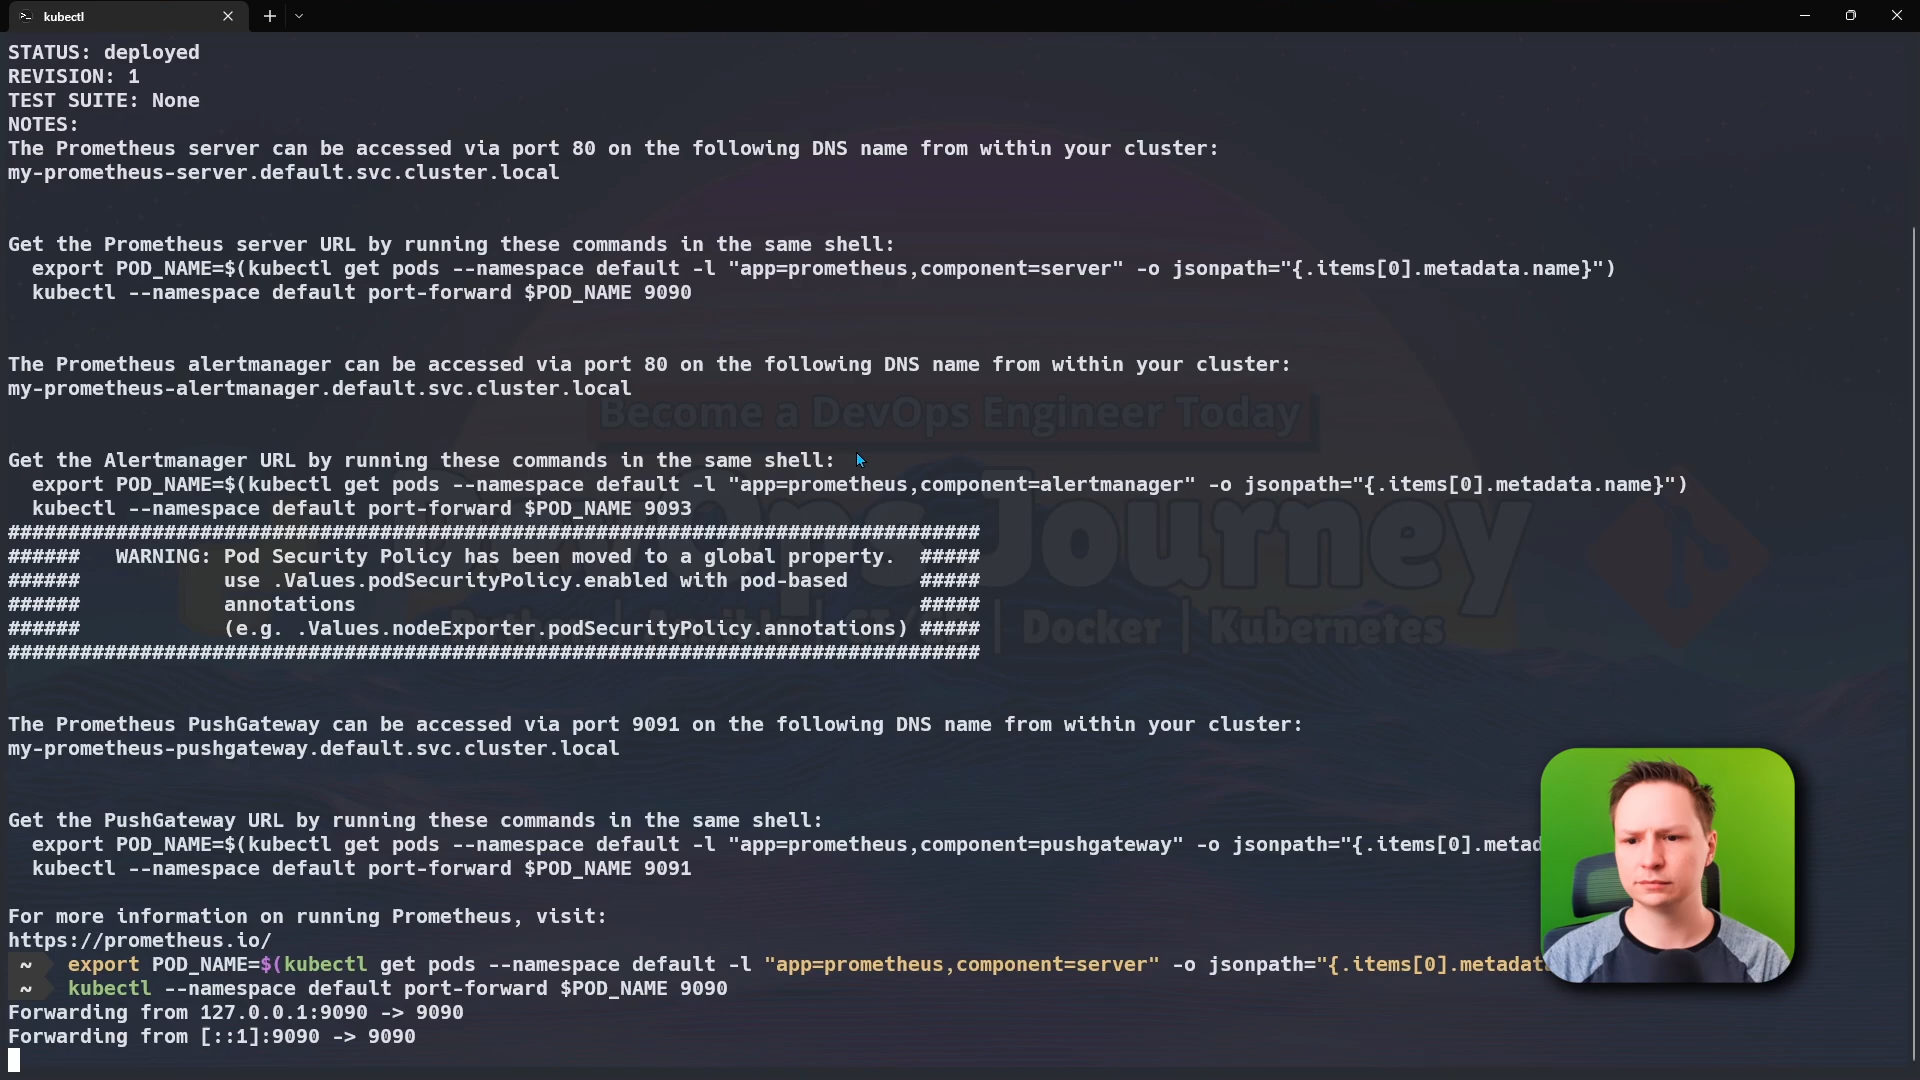 kubectl
STATUS: deployed
REVISION: 1
TEST SUITE: None
NOTES:
The Prometheus server can be accessed via port 80 on the following DNS name from within your cluster:
my-prometheus-server.default.svc.cluster.local
Get the Prometheus server URL by running these commands in the same shell:
export POD_NAME=$(kubectl get pods --namespace default -l "app=prometheus,component=server" -o jsonpath="{.items[0].metadata.name}")
kubectl --namespace default port-forward $POD_NAME 9090
The Prometheus alertmanager can be accessed via port 80 on the following DNS name from within your cluster:
my-prometheus-alertmanager.default.svc.cluster.local
Become a DevOps Engineer Today
Get the Alertmanager URL by running these commands in the same shell:
export POD_NAME=$(kubectl get pods --namespace default -l "app=prometheus,component=alertmanager" -o jsonpath="{.items[0].metadata.name}")
kubectl --namespace default port-forward $POD_NAME 9093
#################################################################################
###### WARNING: Pod Security Policy has been moved to a global property. #####
###### use .Values.podSecurityPolicy.enabled with pod-based #####
###### annotations #####
###### (e.g. .Values.nodeExporter.podSecurityPolicy.annotations) #####
#################################################################################
Journey
Docker | Kubernetes
The Prometheus PushGateway can be accessed via port 9091 on the following DNS name from within your cluster:
my-prometheus-pushgateway.default.svc.cluster.local
Get the PushGateway URL by running these commands in the same shell:
export POD_NAME=$(kubectl get pods --namespace default -l "app=prometheus,component=pushgateway" -o jsonpath="{.items[0].metad
kubectl --namespace default port-forward $POD_NAME 9091
For more information on running Prometheus, visit:
https://prometheus.io/
~ export POD_NAME=$(kubectl get pods --namespace default -l "app=prometheus,component=server" -o jsonpath="{.items[0].metadat
~ kubectl --namespace default port-forward $POD_NAME 9090
Forwarding from 127.0.0.1:9090 -> 9090
Forwarding from [::1]:9090 -> 9090